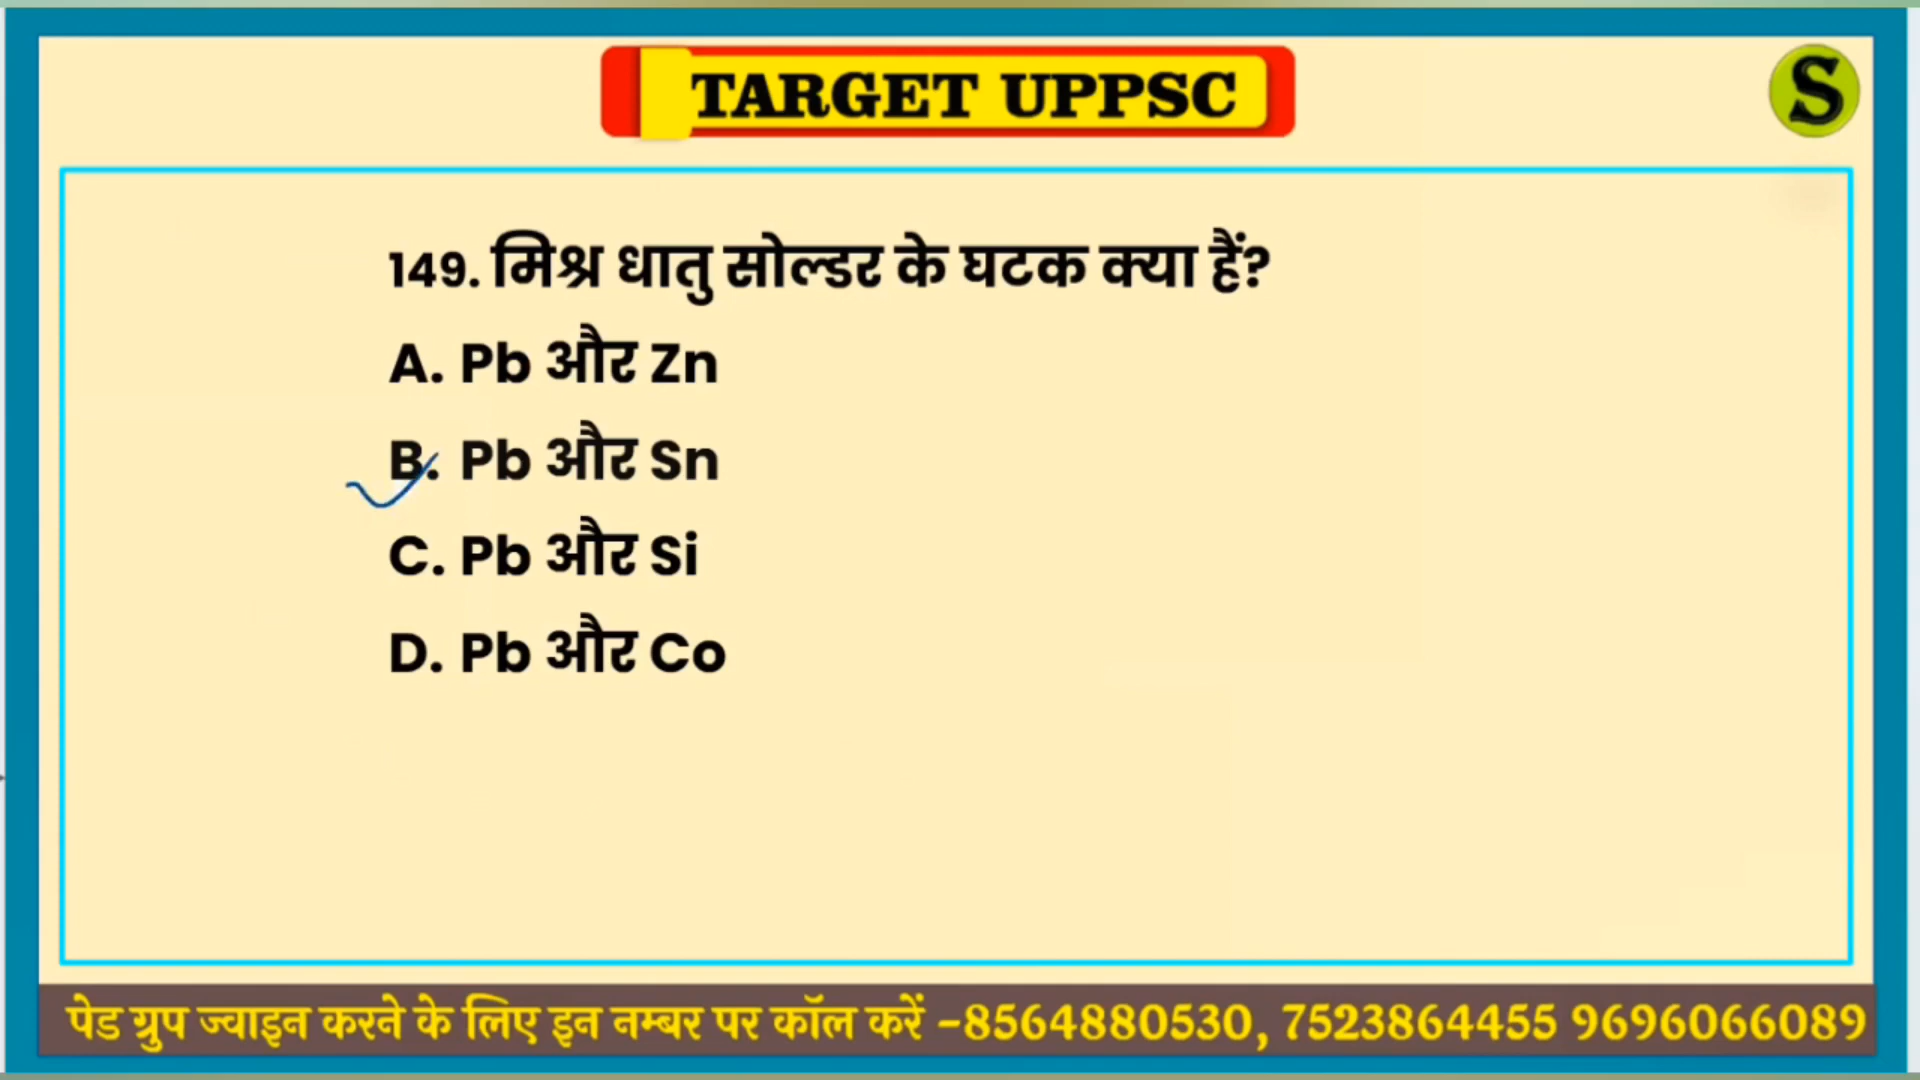 TARGET UPPSC
S
149. मिश्र धातु सोल्डर के घटक क्या हैं?
A. Pb और Zn
B. Pb और Sn
C. Pb और Si
D. Pb और Co
पेड ग्रुप ज्वाइन करने के लिए इन नम्बर पर कॉल करें -8564880530, 7523864455 9696066089